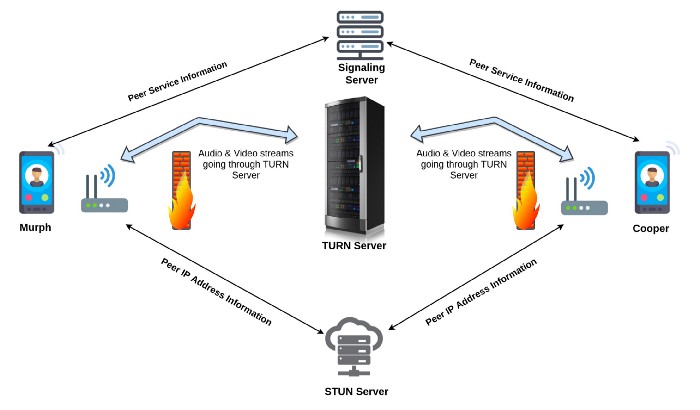 Signaling
Server
Peer Service Information
Peer Service Information
Audio & Video streams
going through TURN
Server
Audio & Video streams
going through TURN
Server
Murph
TURN Server
Cooper
Peer IP Address Information
Peer IP Address Information
STUN Server